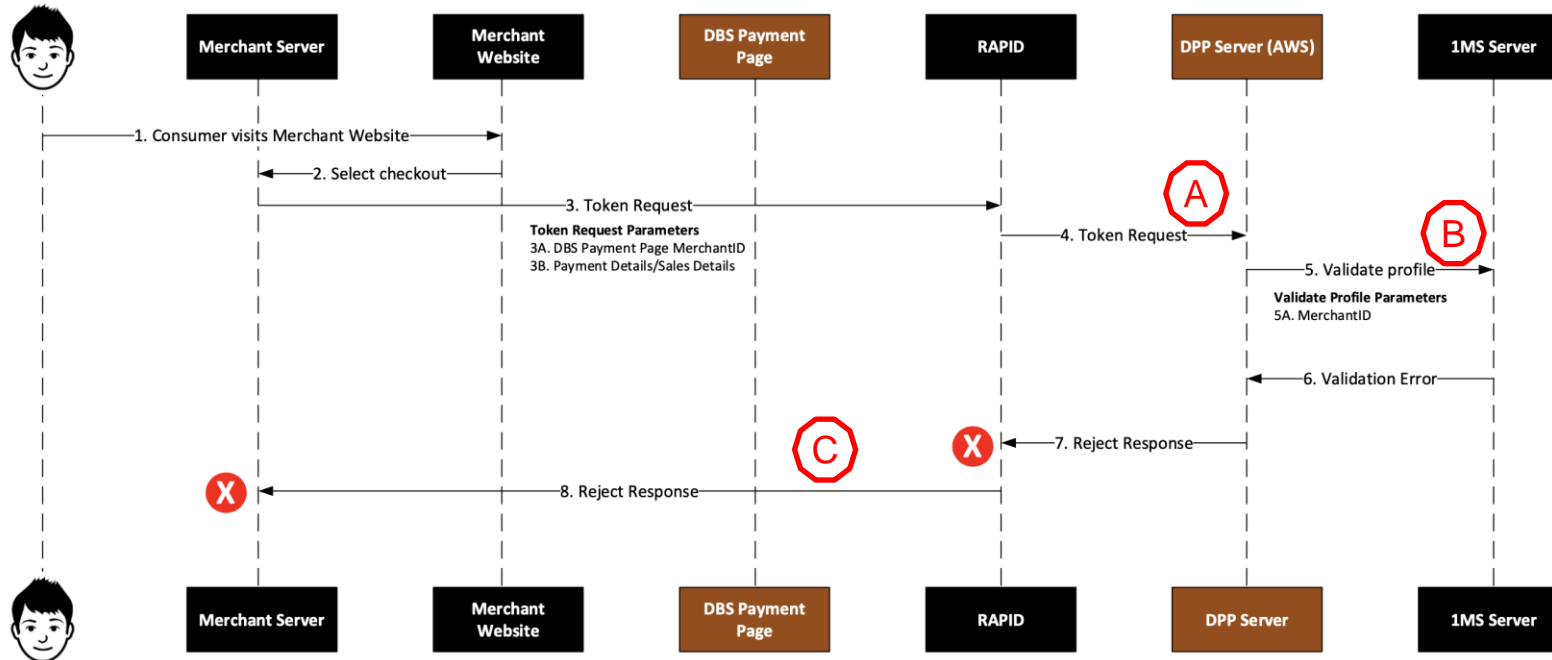 Merchant Server
Merchant
Website
DBS Payment
Page
RAPID
DPP Server (AWS)
1MS Server
1. Consumer visits Merchant Website
2. Select checkout
A
3. Token Request
Token Request Parameters
3A. DBS Payment Page MerchantID
3B. Payment Details/Sales Details
4. Token Request
B
5. Validate profile
Validate Profile Parameters
5A. MerchantID
6. Validation Error
C
X
7. Reject Response
X
8. Reject Response
Merchant Server
Merchant
Website
DBS Payment
Page
RAPID
DPP Server
1MS Server